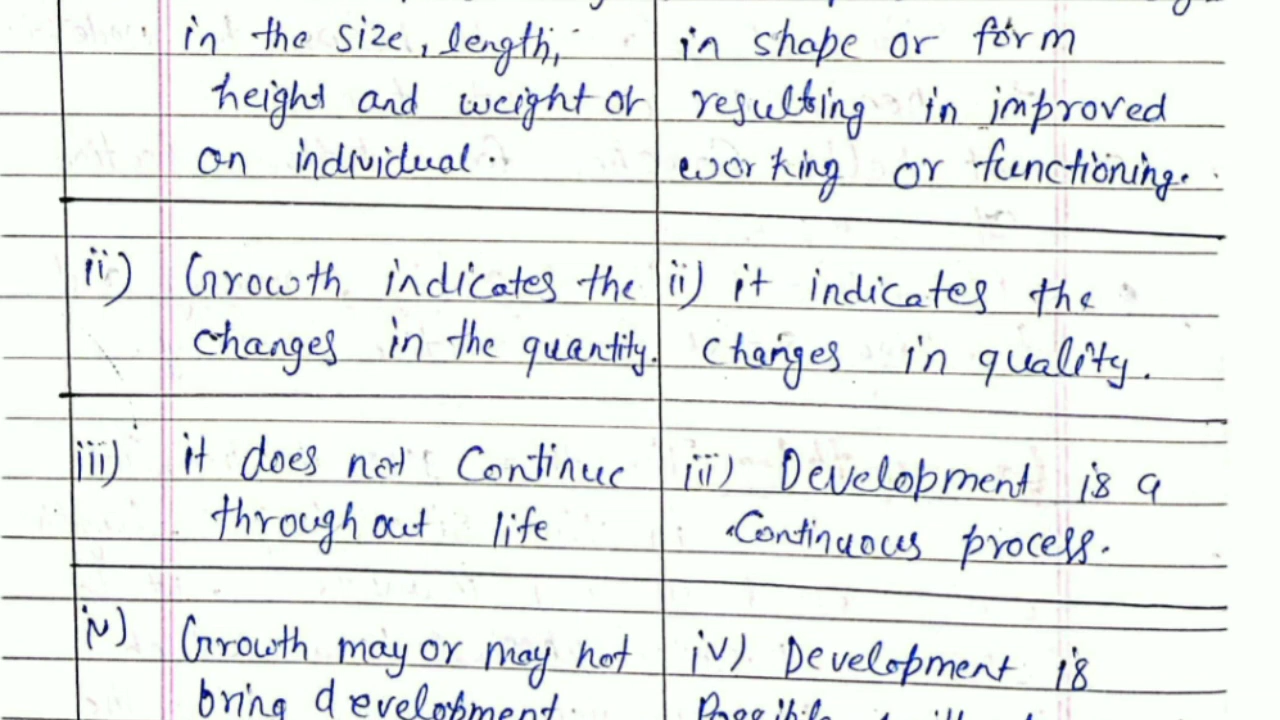 in the size, length,
height and weight or
an individual.
in shape or form
resulting in improved
working or functioning.
ii) Growth indicates the
changes in the quantity.
ii) it indicates the
changes in quality.
iii) it does not Continue
throughout life
iii) Development is a
Continuous process.
iv) Growth may or may not
bring development.
iv) Development is
Possible